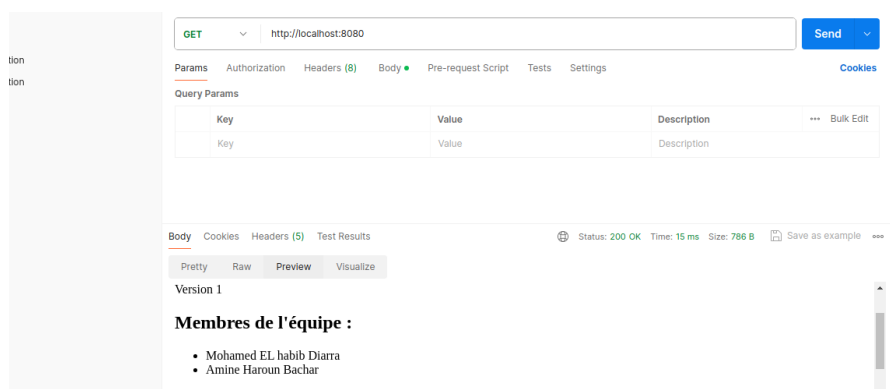 GET http://localhost:8080 Send
tion
Params Authorization Headers (8) Body Pre-request Script Tests Settings Cookies
tion
Query Params
Key Value Description Bulk Edit
Key Value Description
Body Cookies Headers (5) Test Results Status: 200 OK Time: 15 ms Size: 786 B Save as example
Pretty Raw Preview Visualize
Version 1
Membres de l'équipe :
Mohamed EL habib Diarra
Amine Haroun Bachar